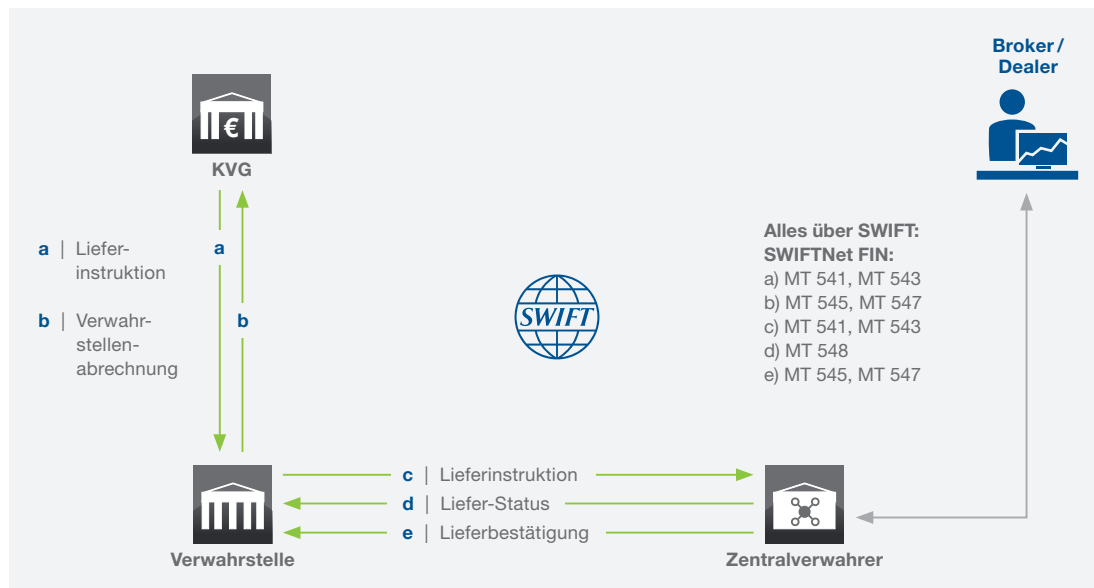 Broker /
Dealer
€
KVG
a | Liefer-
instruktion
a
b | Verwahr-
stellen-
abrechnung
b
SWIFT
Alles über SWIFT:
SWIFTNet FIN:
a) MT 541, MT 543
b) MT 545, MT 547
c) MT 541, MT 543
d) MT 548
e) MT 545, MT 547
c | Lieferinstruktion
d | Liefer-Status
e | Lieferbestätigung
Verwahrstelle
Zentralverwahrer